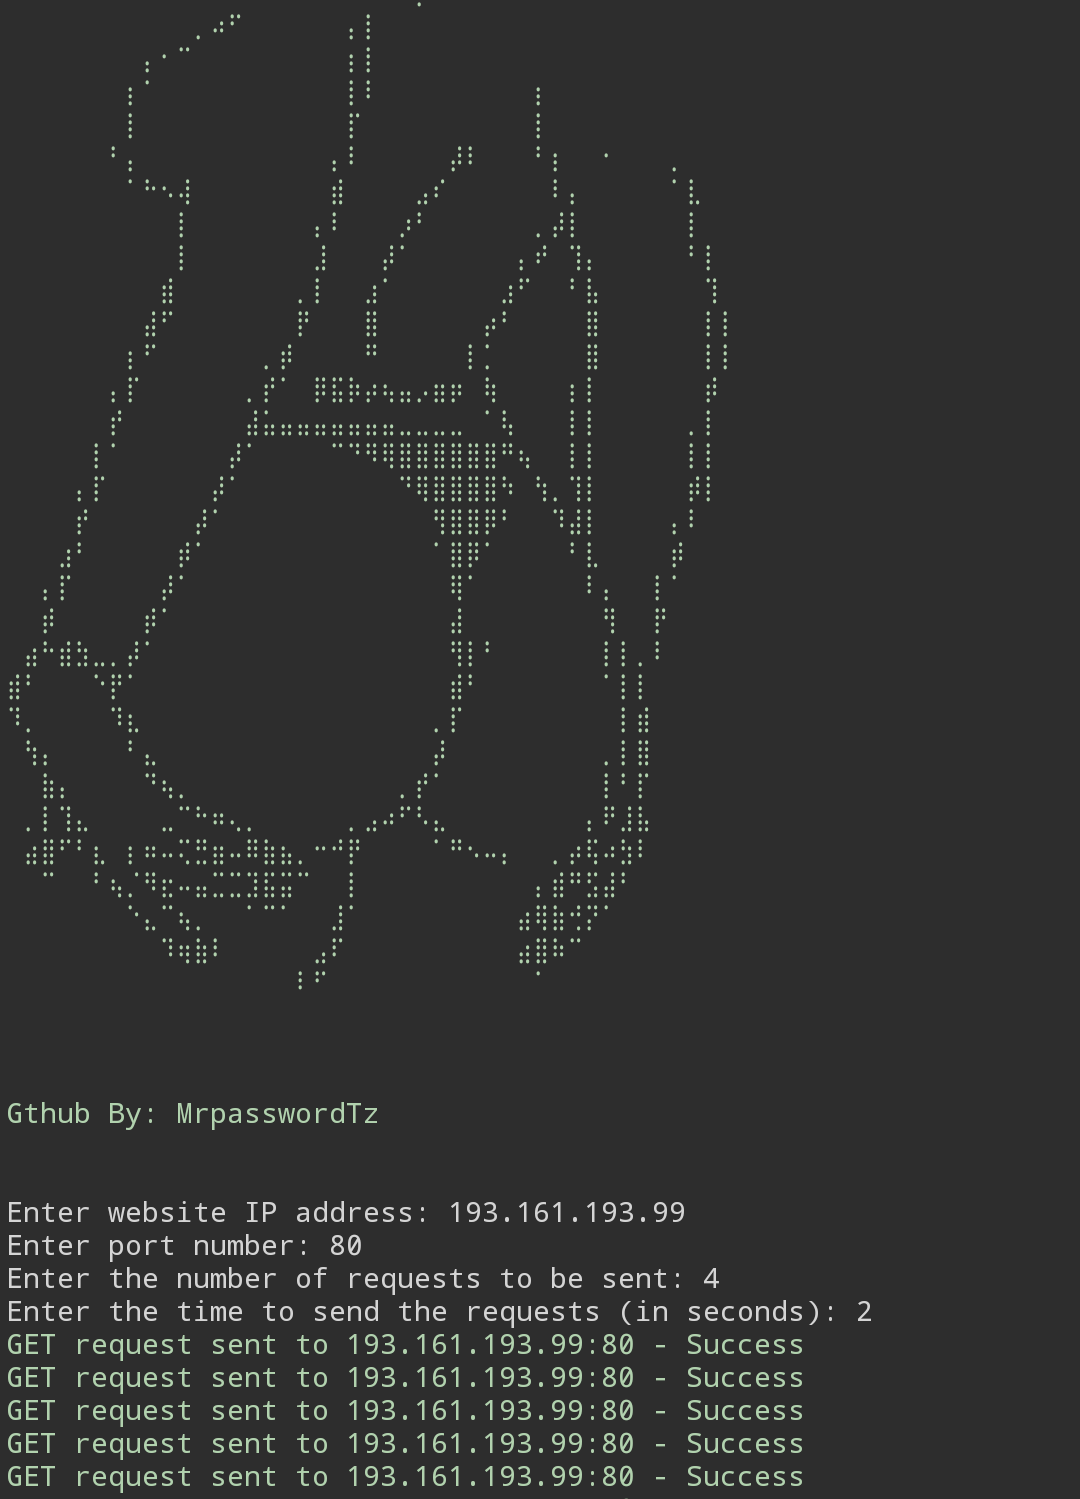 Gthub By: MrpasswordTz
Enter website IP address: 193.161.193.99
Enter port number: 80
Enter the number of requests to be sent: 4
Enter the time to send the requests (in seconds): 2
GET request sent to 193.161.193.99:80 - Success
GET request sent to 193.161.193.99:80 - Success
GET request sent to 193.161.193.99:80 - Success
GET request sent to 193.161.193.99:80 - Success
GET request sent to 193.161.193.99:80 - Success